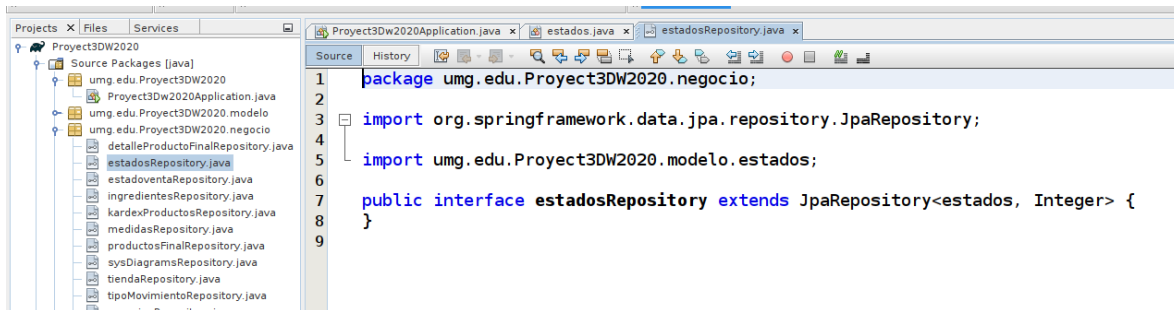 Projects Files Services
Proyect3DW2020
Source Packages [java]
umg.edu.Proyect3DW2020
Proyect3Dw2020Application.java
umg.edu.Proyect3DW2020.modelo
umg.edu.Proyect3DW2020.negocio
detalleProductoFinalRepository.java
estadosRepository.java
estadoventaRepository.java
ingredientesRepository.java
kardexProductosRepository.java
medidasRepository.java
productosFinalRepository.java
sysDiagramsRepository.java
tiendaRepository.java
tipoMovimientoRepository.java
Proyect3Dw2020Application.java x estados.java x estadosRepository.java x
Source History
1 package umg.edu.Proyect3DW2020.negocio;
2
3 import org.springframework.data.jpa.repository.JpaRepository;
4
5 import umg.edu.Proyect3DW2020.modelo.estados;
6
7 public interface estadosRepository extends JpaRepository<estados, Integer> {
8 }
9